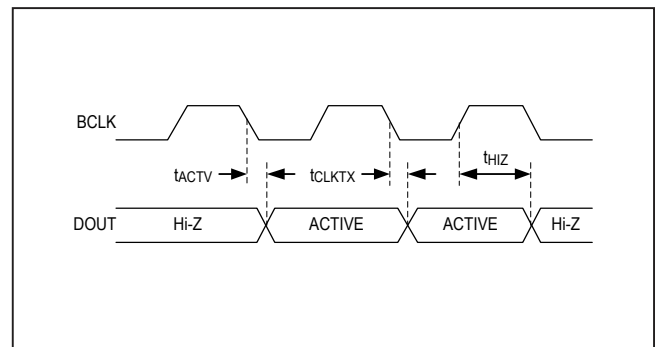 BCLK
tACTV
tCLKTX
tHIZ
DOUT
Hi-Z
ACTIVE
ACTIVE
Hi-Z